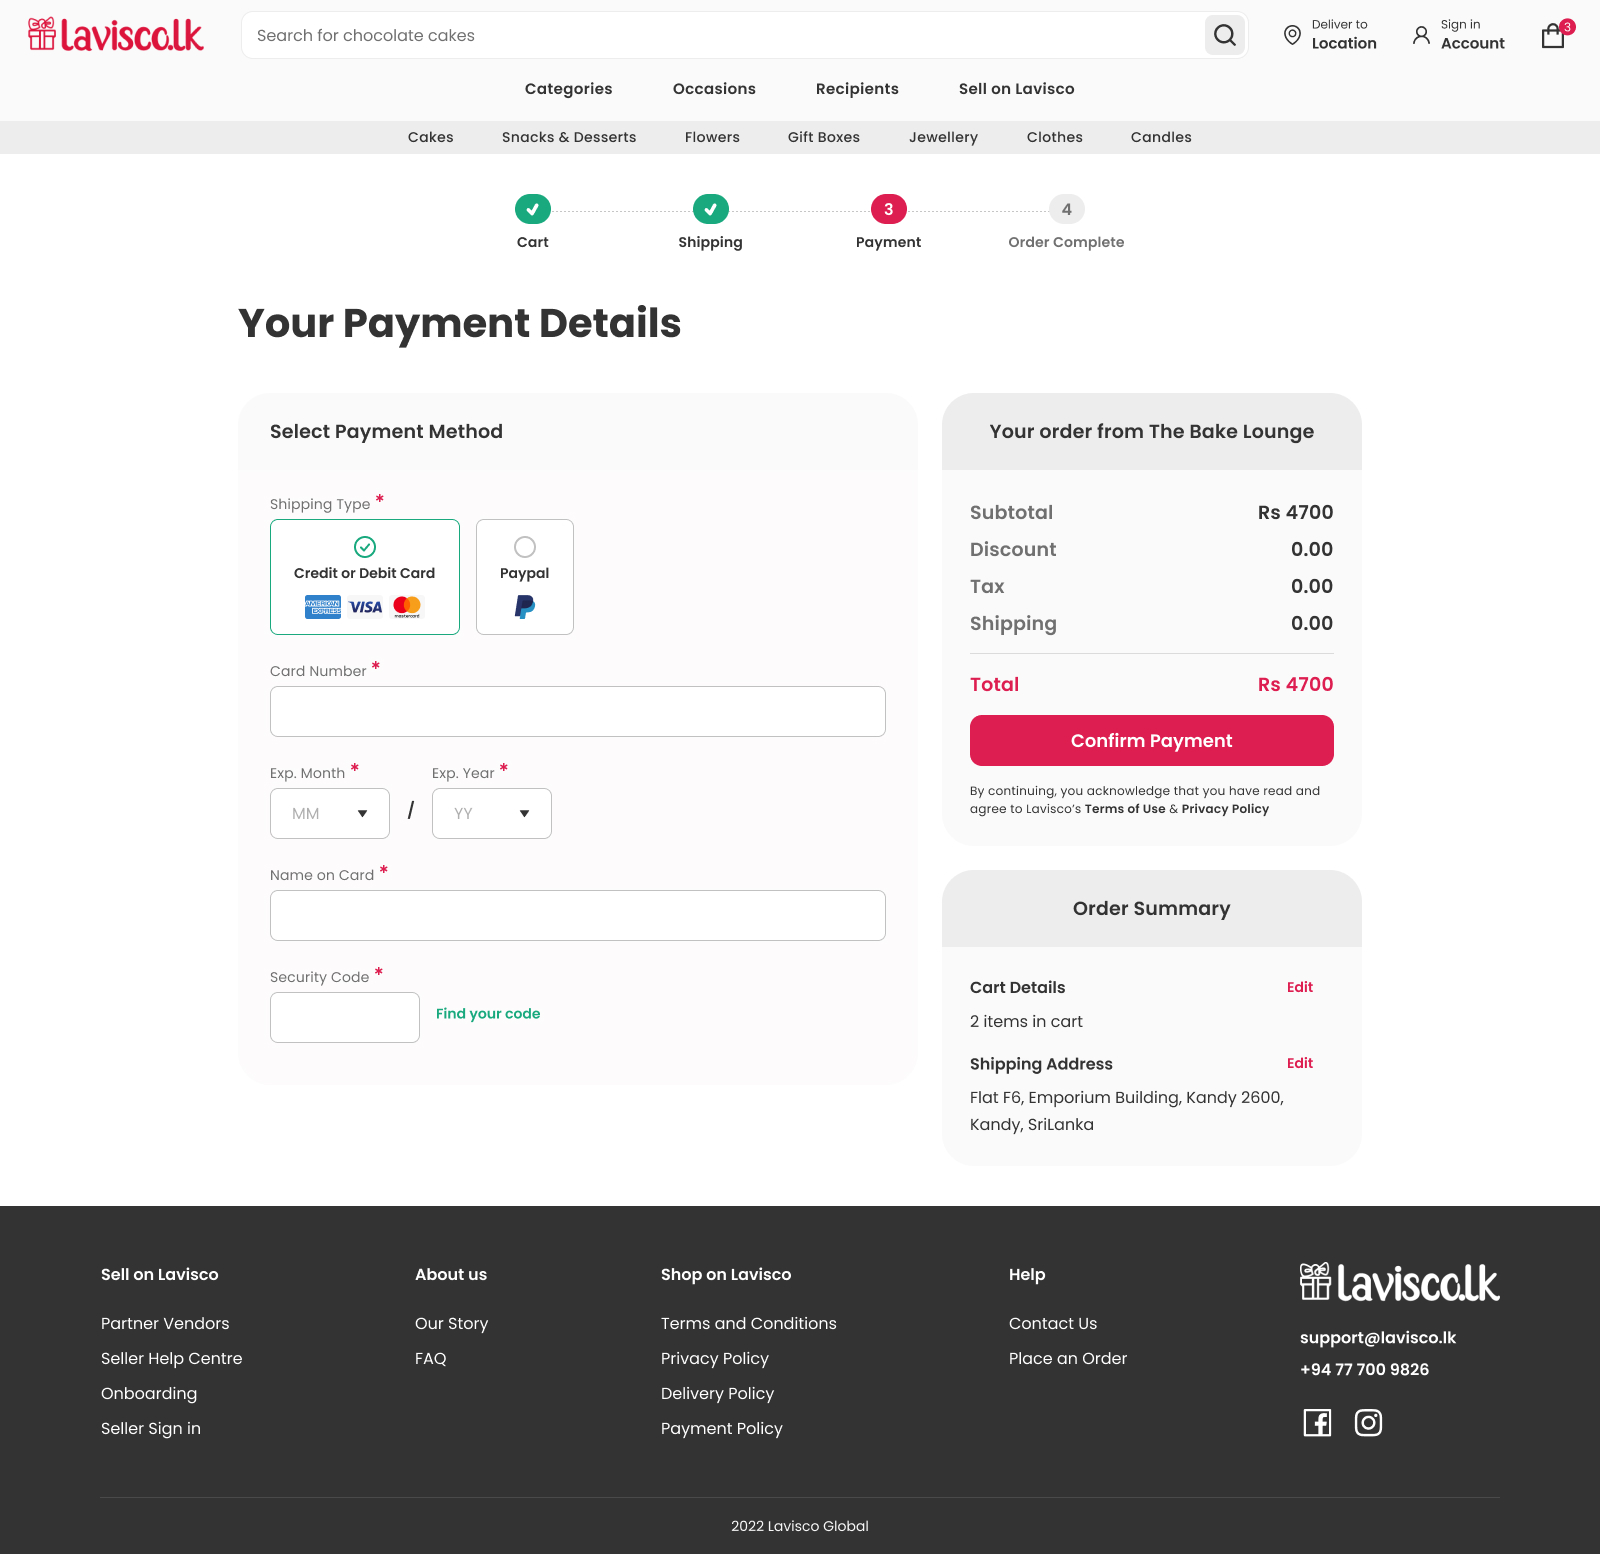 Lavisco.lk
Search for chocolate cakes
Deliver to
Location
Sign in
Account
3
Categories Occasions Recipients Sell on Lavisco
Cakes Snacks & Desserts Flowers Gift Boxes Jewellery Clothes Candles
3 4
Cart Shipping Payment Order Complete
Your Payment Details
Select Payment Method
Shipping Type *
Credit or Debit Card
AMERICAN EXPRESS VISA mastercard
Paypal
Card Number *
Exp. Month * Exp. Year *
MM / YY
Name on Card *
Security Code *
Find your code
Your order from The Bake Lounge
Subtotal Rs 4700
Discount 0.00
Tax 0.00
Shipping 0.00
Total Rs 4700
Confirm Payment
By continuing, you acknowledge that you have read and
agree to Lavisco's Terms of Use & Privacy Policy
Order Summary
Cart Details Edit
2 items in cart
Shipping Address Edit
Flat F6, Emporium Building, Kandy 2600,
Kandy, SriLanka
Sell on Lavisco
Partner Vendors
Seller Help Centre
Onboarding
Seller Sign in
About us
Our Story
FAQ
Shop on Lavisco
Terms and Conditions
Privacy Policy
Delivery Policy
Payment Policy
Help
Contact Us
Place an Order
Lavisco.lk
support@lavisco.lk
+94 77 700 9826
2022 Lavisco Global